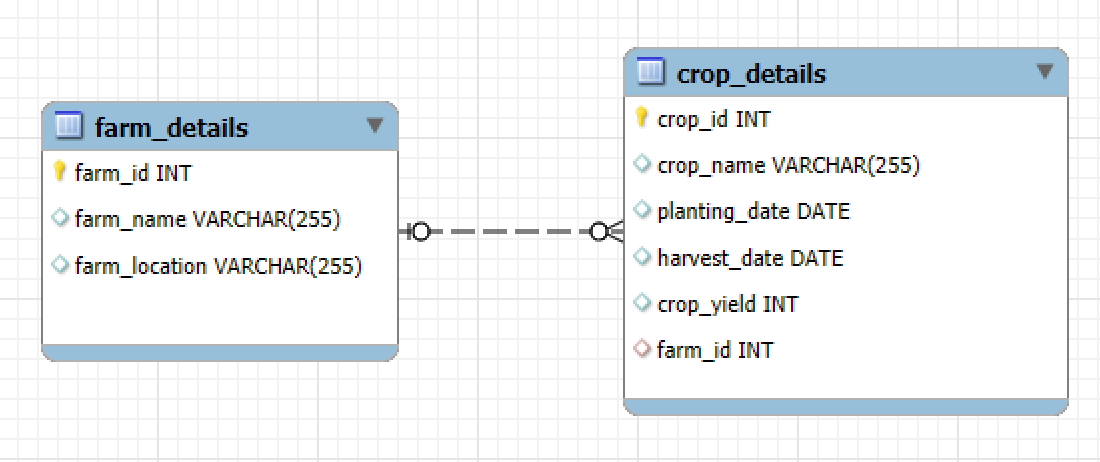 farm_details
farm_id INT
farm_name VARCHAR(255)
farm_location VARCHAR(255)
crop_details
crop_id INT
crop_name VARCHAR(255)
planting_date DATE
harvest_date DATE
crop_yield INT
farm_id INT